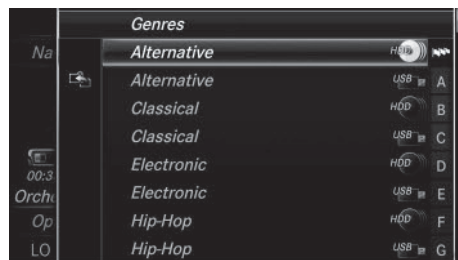 Genres
Na Alternative HDD
Alternative USB A
Classical HDD B
Classical USB C
00:3 Electronic HDD D
Orche Electronic USB E
Op Hip-Hop HDD F
LO Hip-Hop USB G